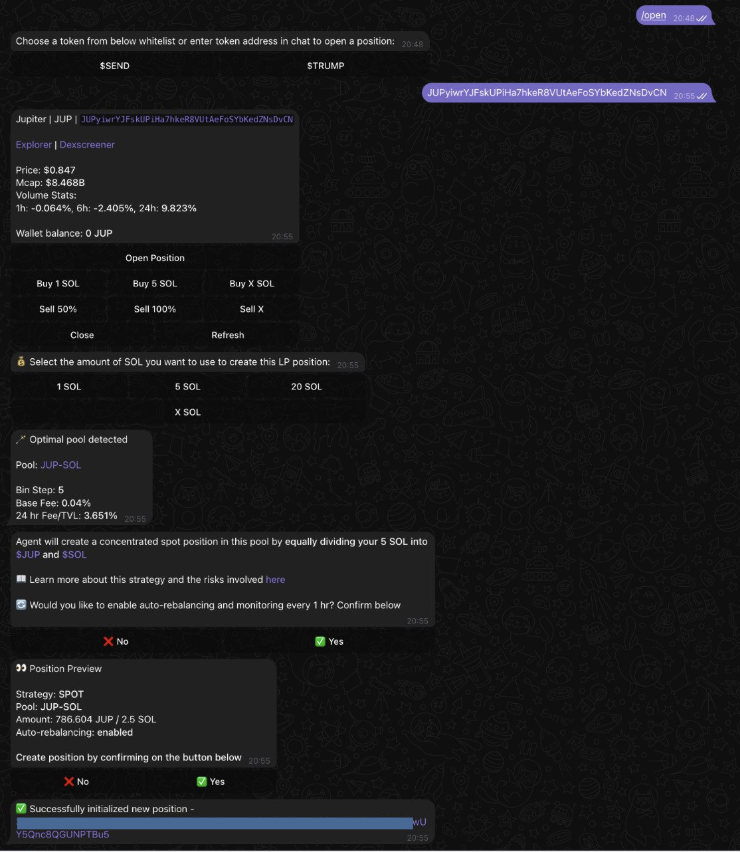 /open 20:48
Choose a token from below whitelist or enter token address in chat to open a position: 20:48
$SEND $TRUMP
JUPyiwrYJFskUPiHa7hkeR8VUtAeFoSYbKedZNsDvCN 20:55
Jupiter | JUP | JUPyiwrYJFskUPiHa7hkeR8VUtAeFoSYbKedZNsDvCN
Explorer | Dexscreener
Price: $0.847
Mcap: $8.468B
Volume Stats:
1h: -0.064%, 6h: -2.405%, 24h: 9.823%
Wallet balance: 0 JUP
20:55
Open Position
Buy 1 SOL Buy 5 SOL Buy X SOL
Sell 50% Sell 100% Sell X
Close Refresh
💰 Select the amount of SOL you want to use to create this LP position: 20:55
1 SOL 5 SOL 20 SOL
X SOL
Optimal pool detected
Pool: JUP-SOL
Bin Step: 5
Base Fee: 0.04%
24 hr Fee/TVL: 3.651% 20:55
Agent will create a concentrated spot position in this pool by equally dividing your 5 SOL into
$JUP and $SOL
📖 Learn more about this strategy and the risks involved here
🔄 Would you like to enable auto-rebalancing and monitoring every 1 hr? Confirm below
20:55
❌ No ✅ Yes
👀 Position Preview
Strategy: SPOT
Pool: JUP-SOL
Amount: 786.604 JUP / 2.5 SOL
Auto-rebalancing: enabled
Create position by confirming on the button below 20:55
❌ No ✅ Yes
✅ Successfully initialized new position -
wU
Y5Qnc8QGUNPTBu5 20:55